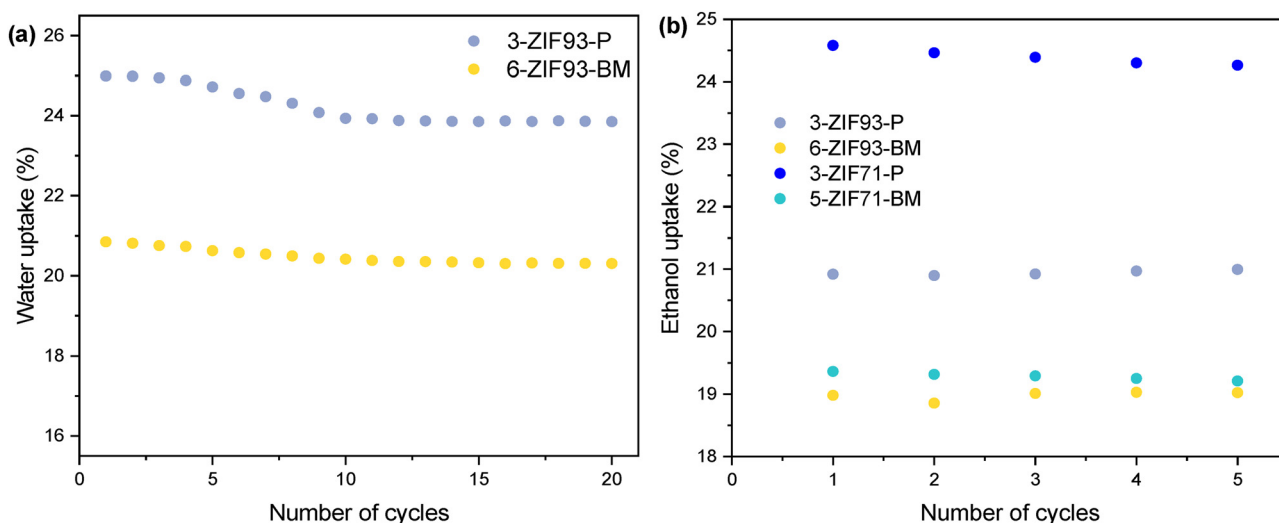 (a)
26
24
22
20
18
16
Water uptake (%)
3-ZIF93-P
6-ZIF93-BM
0
5
10
15
20
Number of cycles
(b)
25
24
23
22
21
20
19
18
Ethanol uptake (%)
3-ZIF93-P
6-ZIF93-BM
3-ZIF71-P
5-ZIF71-BM
0
1
2
3
4
5
Number of cycles